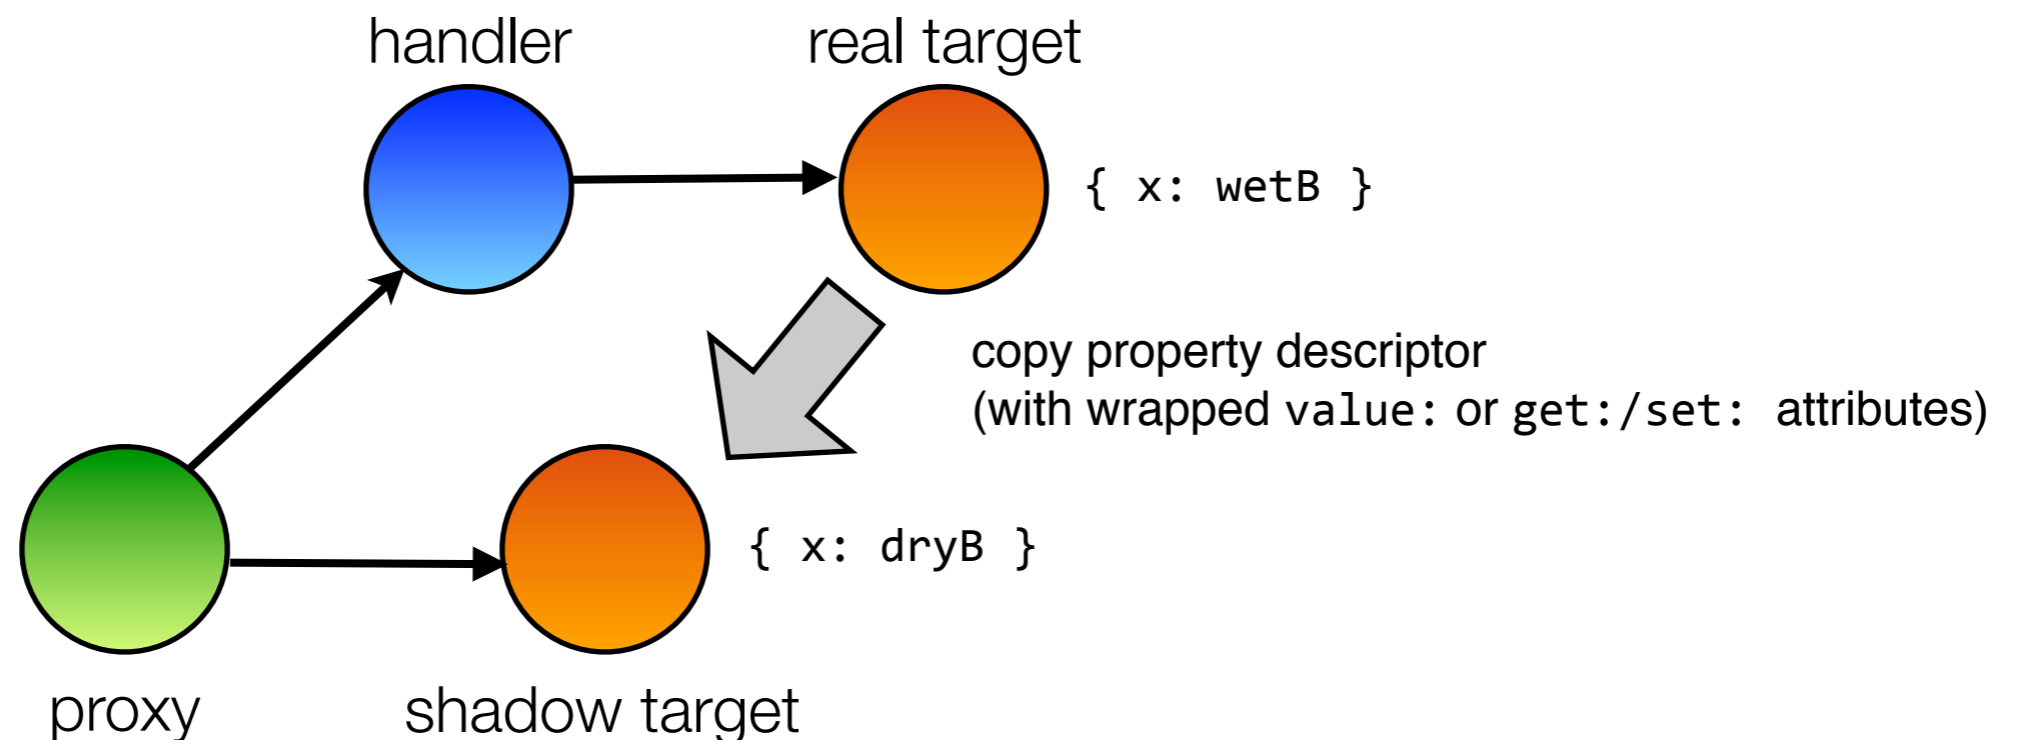 handler
real target
{ x: wetB }
copy property descriptor
(with wrapped value: or get:/set: attributes)
{ x: dryB }
proxy
shadow target